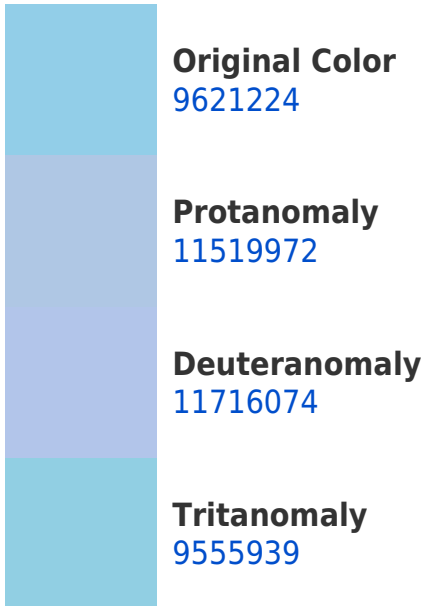 Original Color
9621224
Protanomaly
11519972
Deuteranomaly
11716074
Tritanomaly
9555939